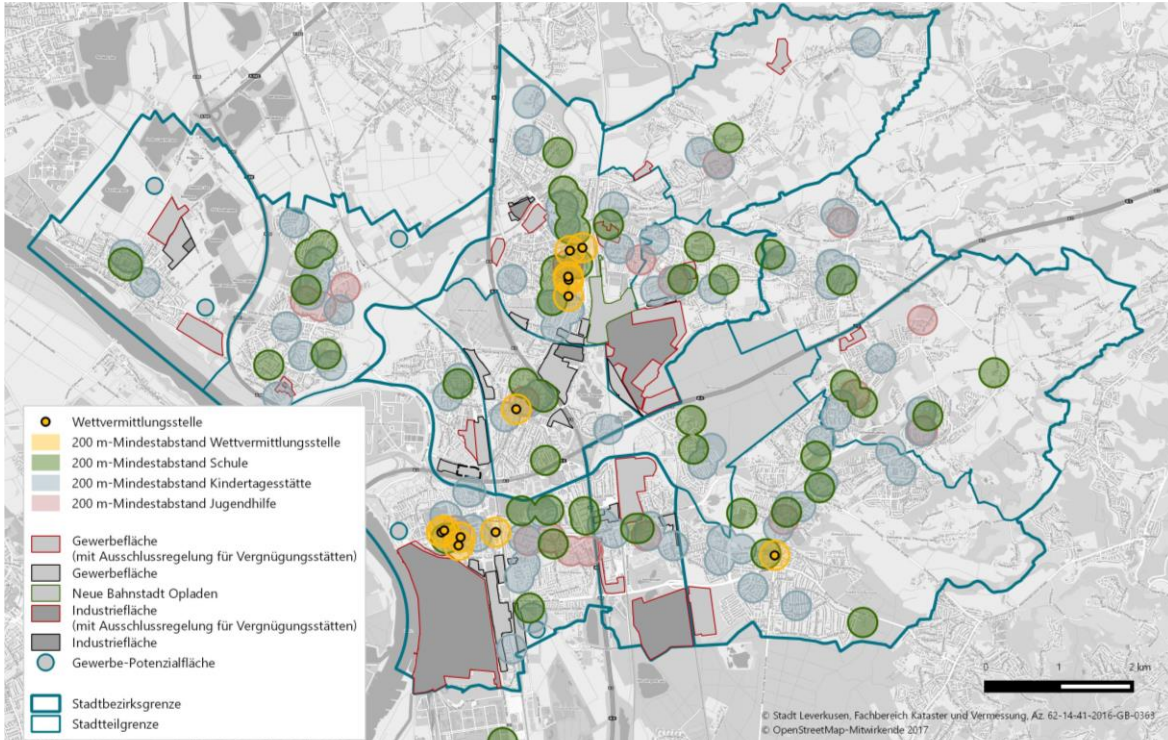 Wettvermittlungsstelle
200 m-Mindestabstand Wettvermittlungsstelle
200 m-Mindestabstand Schule
200 m-Mindestabstand Kindertagesstätte
200 m-Mindestabstand Jugendhilfe
Gewerbefläche
(mit Ausschlussregelung für Vergnügungsstätten)
Gewerbefläche
Neue Bahnstadt Opladen
Industriefläche
(mit Ausschlussregelung für Vergnügungsstätten)
Industriefläche
Gewerbe-Potenzialfläche
Stadtbezirksgrenze
Stadtteilgrenze
0 1 2 km
© Stadt Leverkusen, Fachbereich Kataster und Vermessung, Az. 62-14-41-2016-GB-0363
© OpenStreetMap-Mitwirkende 2017